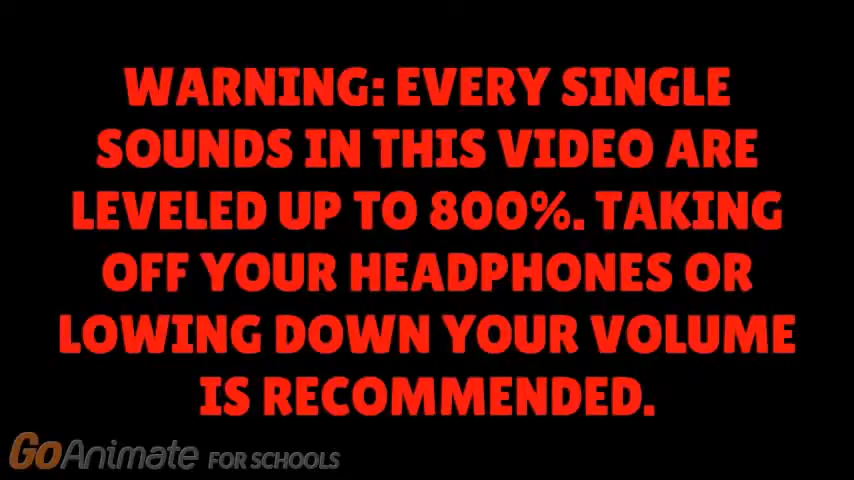 WARNING: EVERY SINGLE
SOUNDS IN THIS VIDEO ARE
LEVELED UP TO 800%. TAKING
OFF YOUR HEADPHONES OR
LOWING DOWN YOUR VOLUME
IS RECOMMENDED.
GoAnimate FOR SCHOOLS